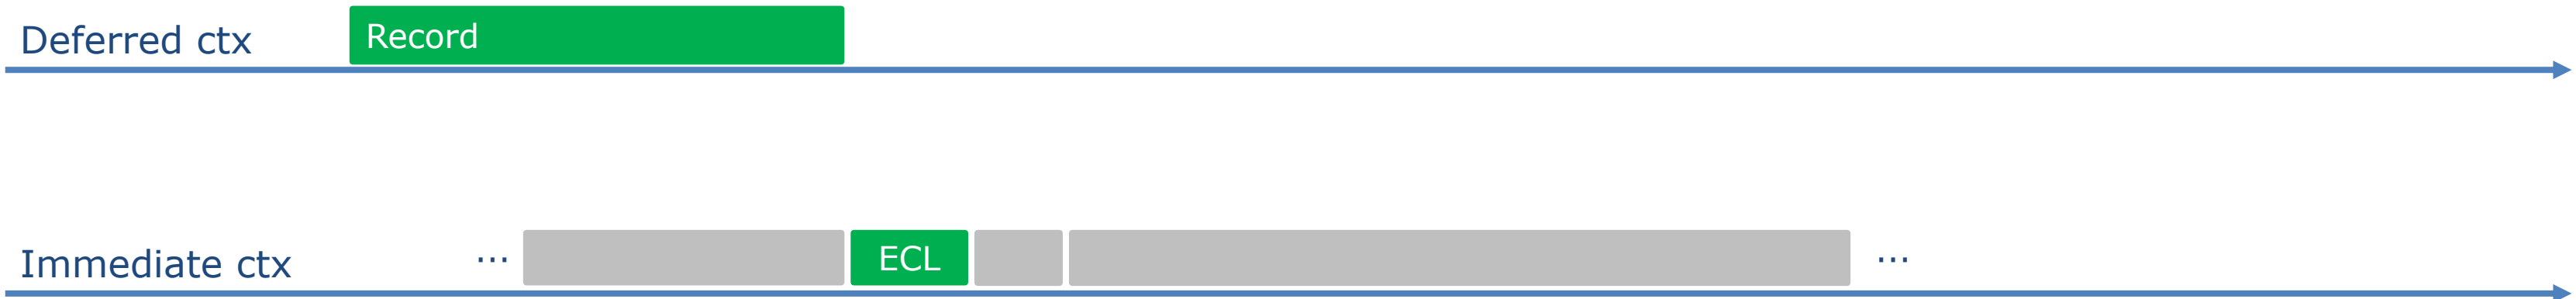 Deferred ctx
Record
Immediate ctx
...
ECL
...